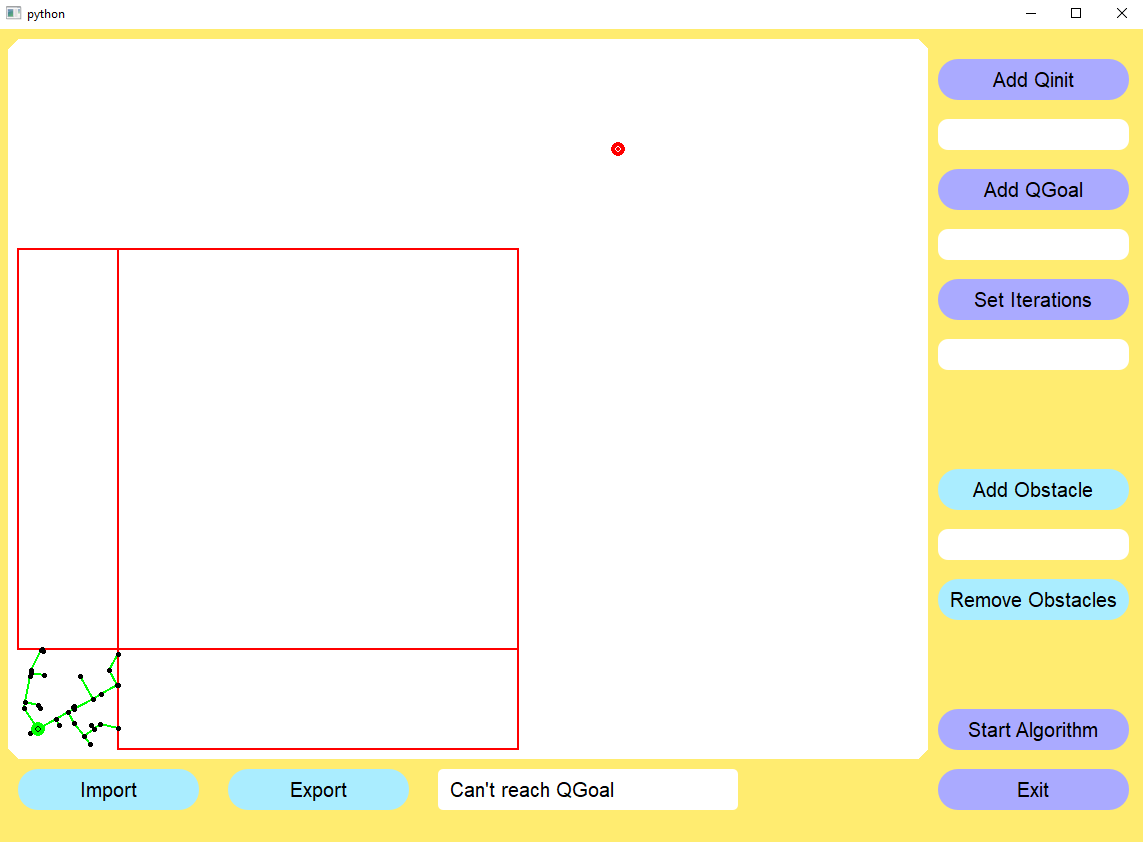 python
Add Qinit
Add QGoal
Set Iterations
Add Obstacle
Remove Obstacles
Start Algorithm
Import
Export
Can't reach QGoal
Exit